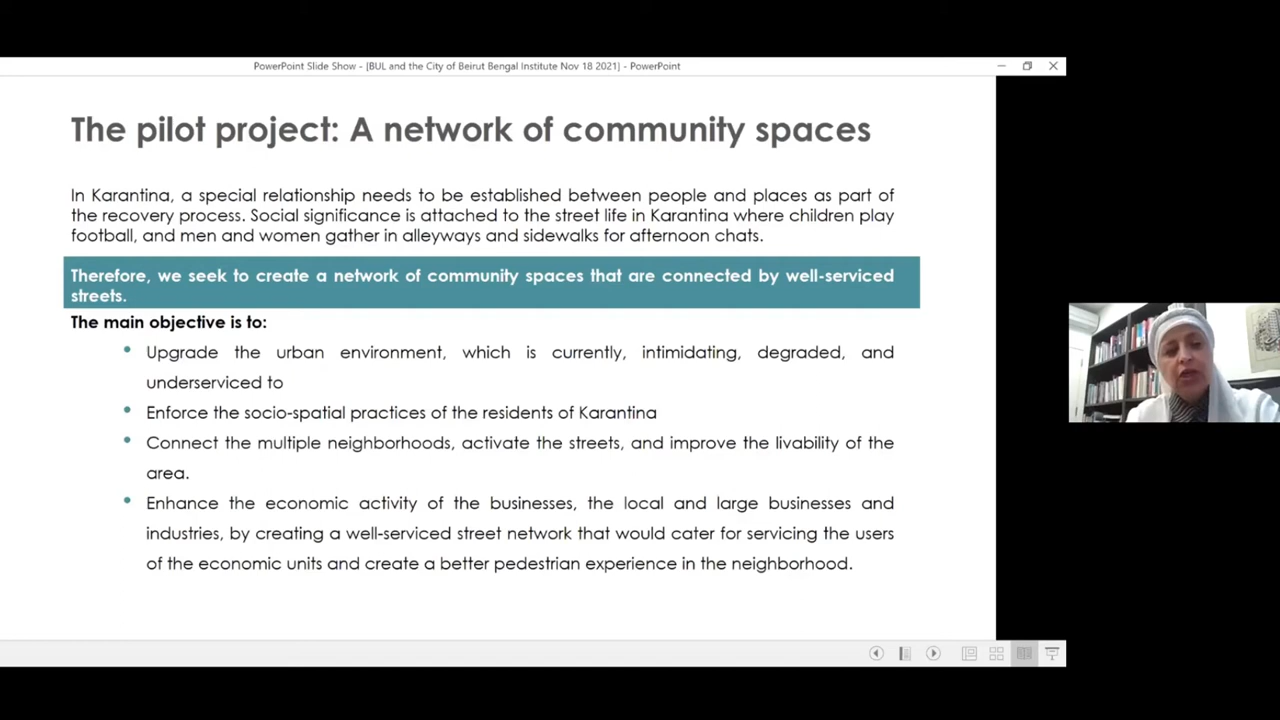 PowerPoint Slide Show - [BUL and the City of Beirut Bengal Institute Nov 18 2021] - PowerPoint
The pilot project: A network of community spaces
In Karantina, a special relationship needs to be established between people and places as part of
the recovery process. Social significance is attached to the street life in Karantina where children play
football, and men and women gather in alleyways and sidewalks for afternoon chats.
Therefore, we seek to create a network of community spaces that are connected by well-serviced
streets.
The main objective is to:
• Upgrade the urban environment, which is currently, intimidating, degraded, and
underserviced to
• Enforce the socio-spatial practices of the residents of Karantina
• Connect the multiple neighborhoods, activate the streets, and improve the livability of the
area.
• Enhance the economic activity of the businesses, the local and large businesses and
industries, by creating a well-serviced street network that would cater for servicing the users
of the economic units and create a better pedestrian experience in the neighborhood.